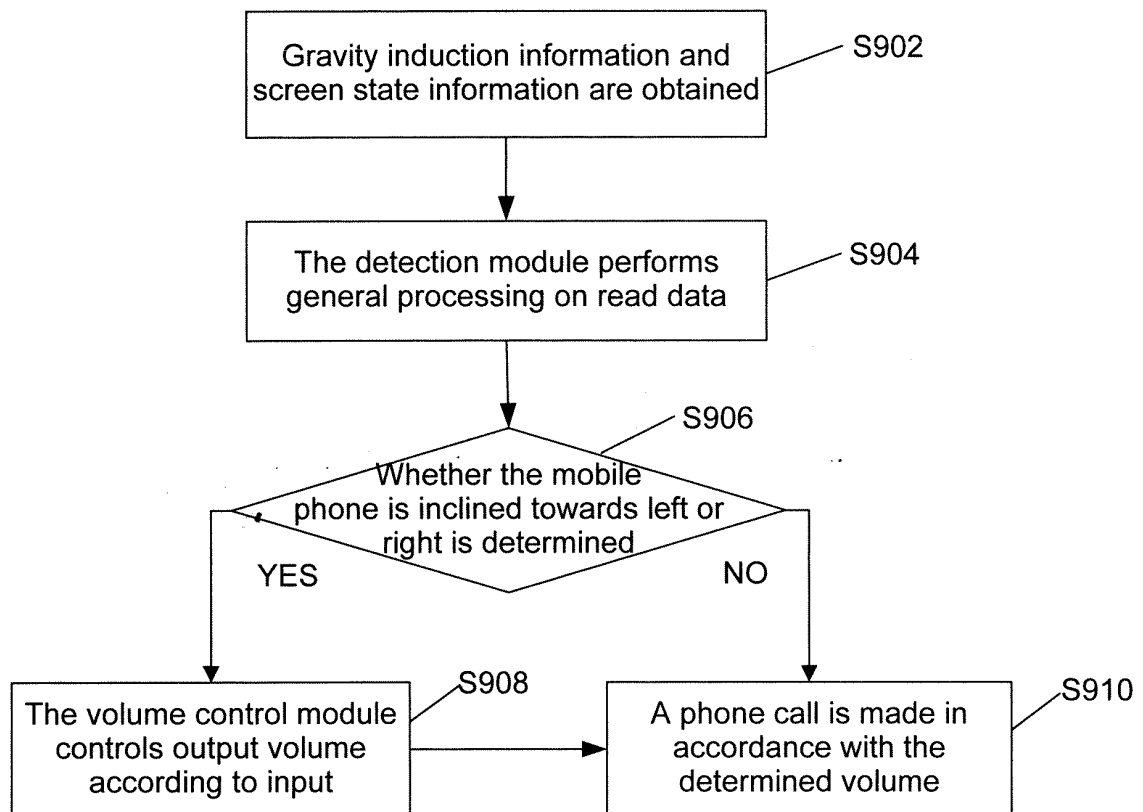 Gravity induction information and
screen state information are obtained
S902
The detection module performs
general processing on read data
S904
S906
Whether the mobile
phone is inclined towards left or
right is determined
YES
NO
The volume control module
controls output volume
according to input
S908
A phone call is made in
accordance with the
determined volume
S910